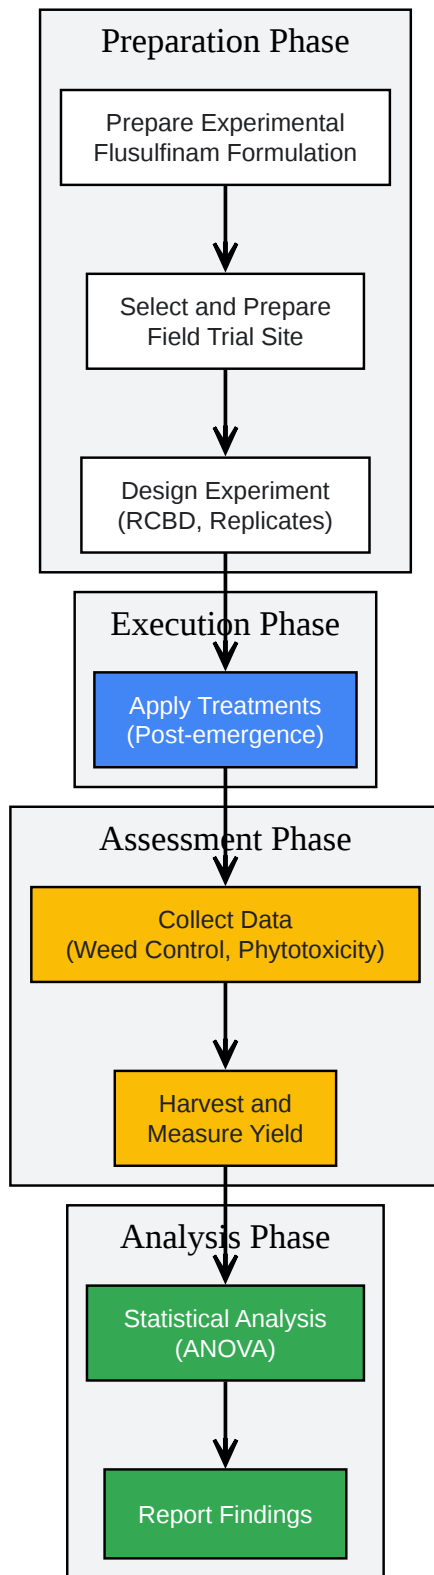 Preparation Phase
Prepare Experimental
Flusulfinam Formulation
Select and Prepare
Field Trial Site
Design Experiment
(RCBD, Replicates)
Execution Phase
Apply Treatments
(Post-emergence)
Assessment Phase
Collect Data
(Weed Control, Phytotoxicity)
Harvest and
Measure Yield
Analysis Phase
Statistical Analysis
(ANOVA)
Report Findings